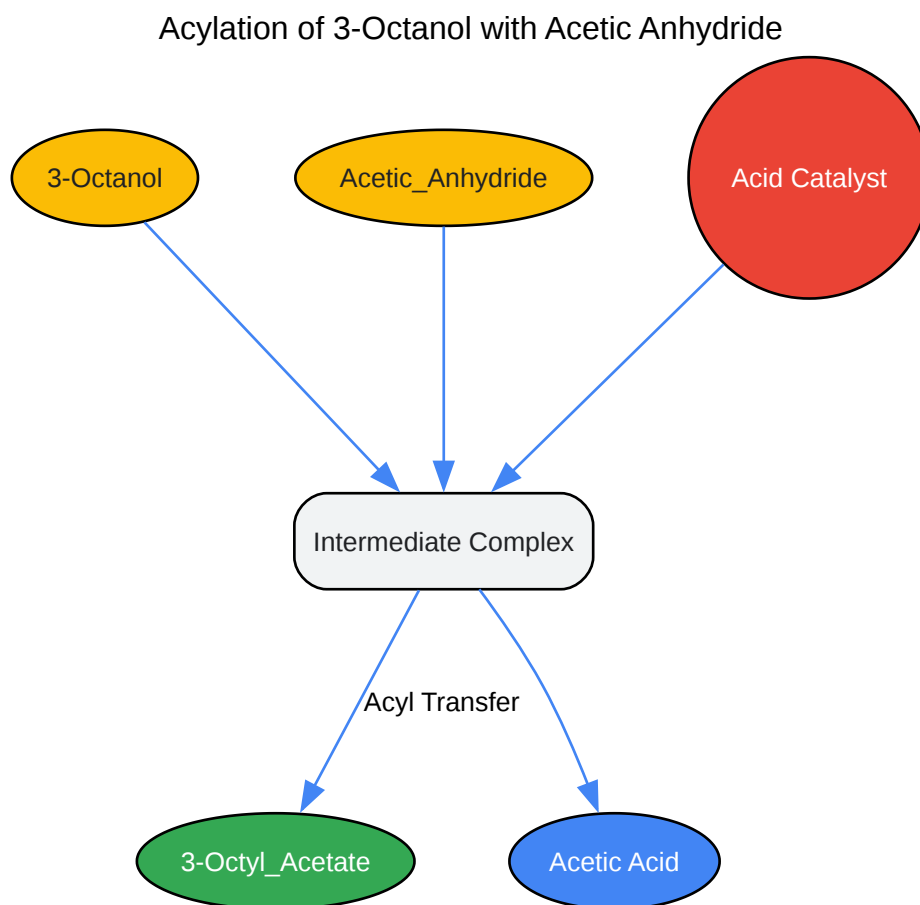 Acylation of 3-Octanol with Acetic Anhydride
3-Octanol
Acetic_Anhydride
Acid Catalyst
Intermediate Complex
Acyl Transfer
3-Octyl_Acetate
Acetic Acid